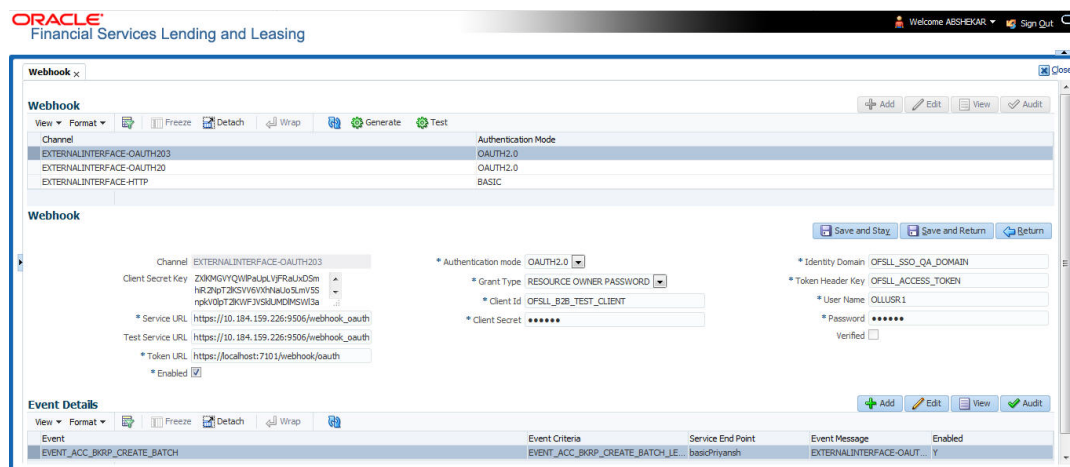 ORACLE
Financial Services Lending and Leasing
Welcome ABSHEKAR Sign Out
Webhook x
Close
Webhook
Add Edit View Audit
View Format Freeze Detach Wrap Generate Test
Channel Authentication Mode
EXTERNALINTERFACE-OAUTH203 OAUTH2.0
EXTERNALINTERFACE-OAUTH20 OAUTH2.0
EXTERNALINTERFACE-HTTP BASIC
Webhook
Save and Stay Save and Return Return
Channel EXTERNALINTERFACE-OAUTH203 * Authentication mode OAUTH2.0 * Identity Domain OFSLL_SSO_QA_DOMAIN
Client Secret Key * Grant Type RESOURCE OWNER PASSWORD * Token Header Key OFSLL_ACCESS_TOKEN
* Client Id OFSLL_B2B_TEST_CLIENT * User Name OLLUSR1
* Service URL https://10.184.159.226:9506/webhook_oauth * Client Secret ●●●●●● * Password ●●●●●●
Test Service URL https://10.184.159.226:9506/webhook_oauth Verified
* Token URL https://localhost:7101/webhook/oauth
* Enabled
Event Details
Add Edit View Audit
View Format Freeze Detach Wrap
Event Event Criteria Service End Point Event Message Enabled
EVENT_ACC_BKRP_CREATE_BATCH EVENT_ACC_BKRP_CREATE_BATCH_LE... basicPriyansh EXTERNALINTERFACE-OAUT... Y